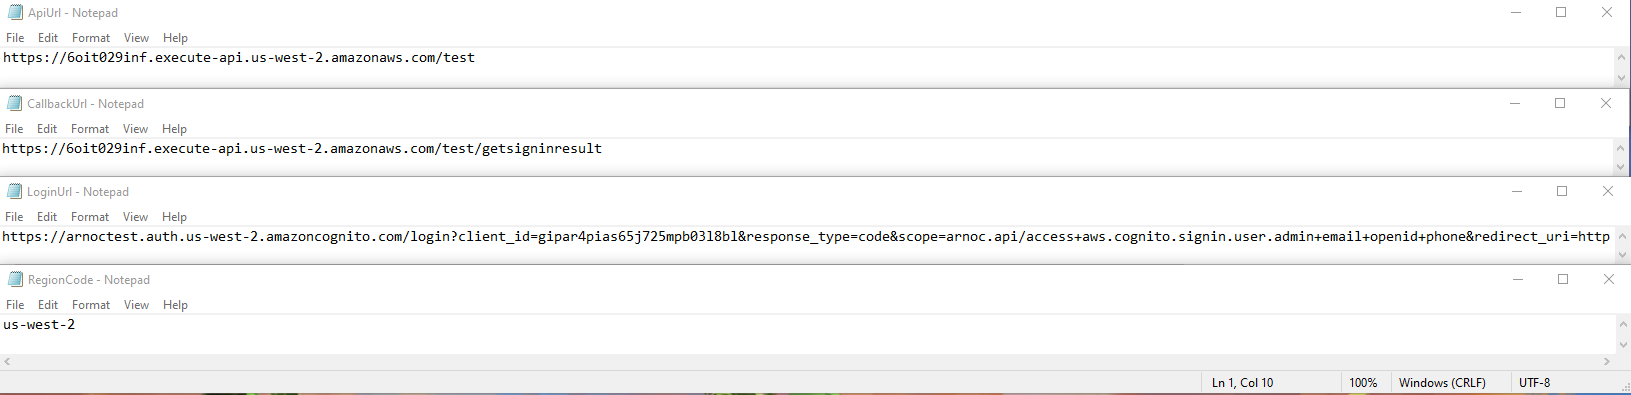 ApiUrl - Notepad
File Edit Format View Help
https://6oit029inf.execute-api.us-west-2.amazonaws.com/test
CallbackUrl - Notepad
File Edit Format View Help
https://6oit029inf.execute-api.us-west-2.amazonaws.com/test/getsigninresult
LoginUrl - Notepad
File Edit Format View Help
https://arnoctest.auth.us-west-2.amazoncognito.com/login?client_id=gipar4pias65j725mpb03l8bl&response_type=code&scope=arnoc.api/access+aws.cognito.signin.user.admin+email+openid+phone&redirect_uri=http
RegionCode - Notepad
File Edit Format View Help
us-west-2
Ln 1, Col 10 100% Windows (CRLF) UTF-8